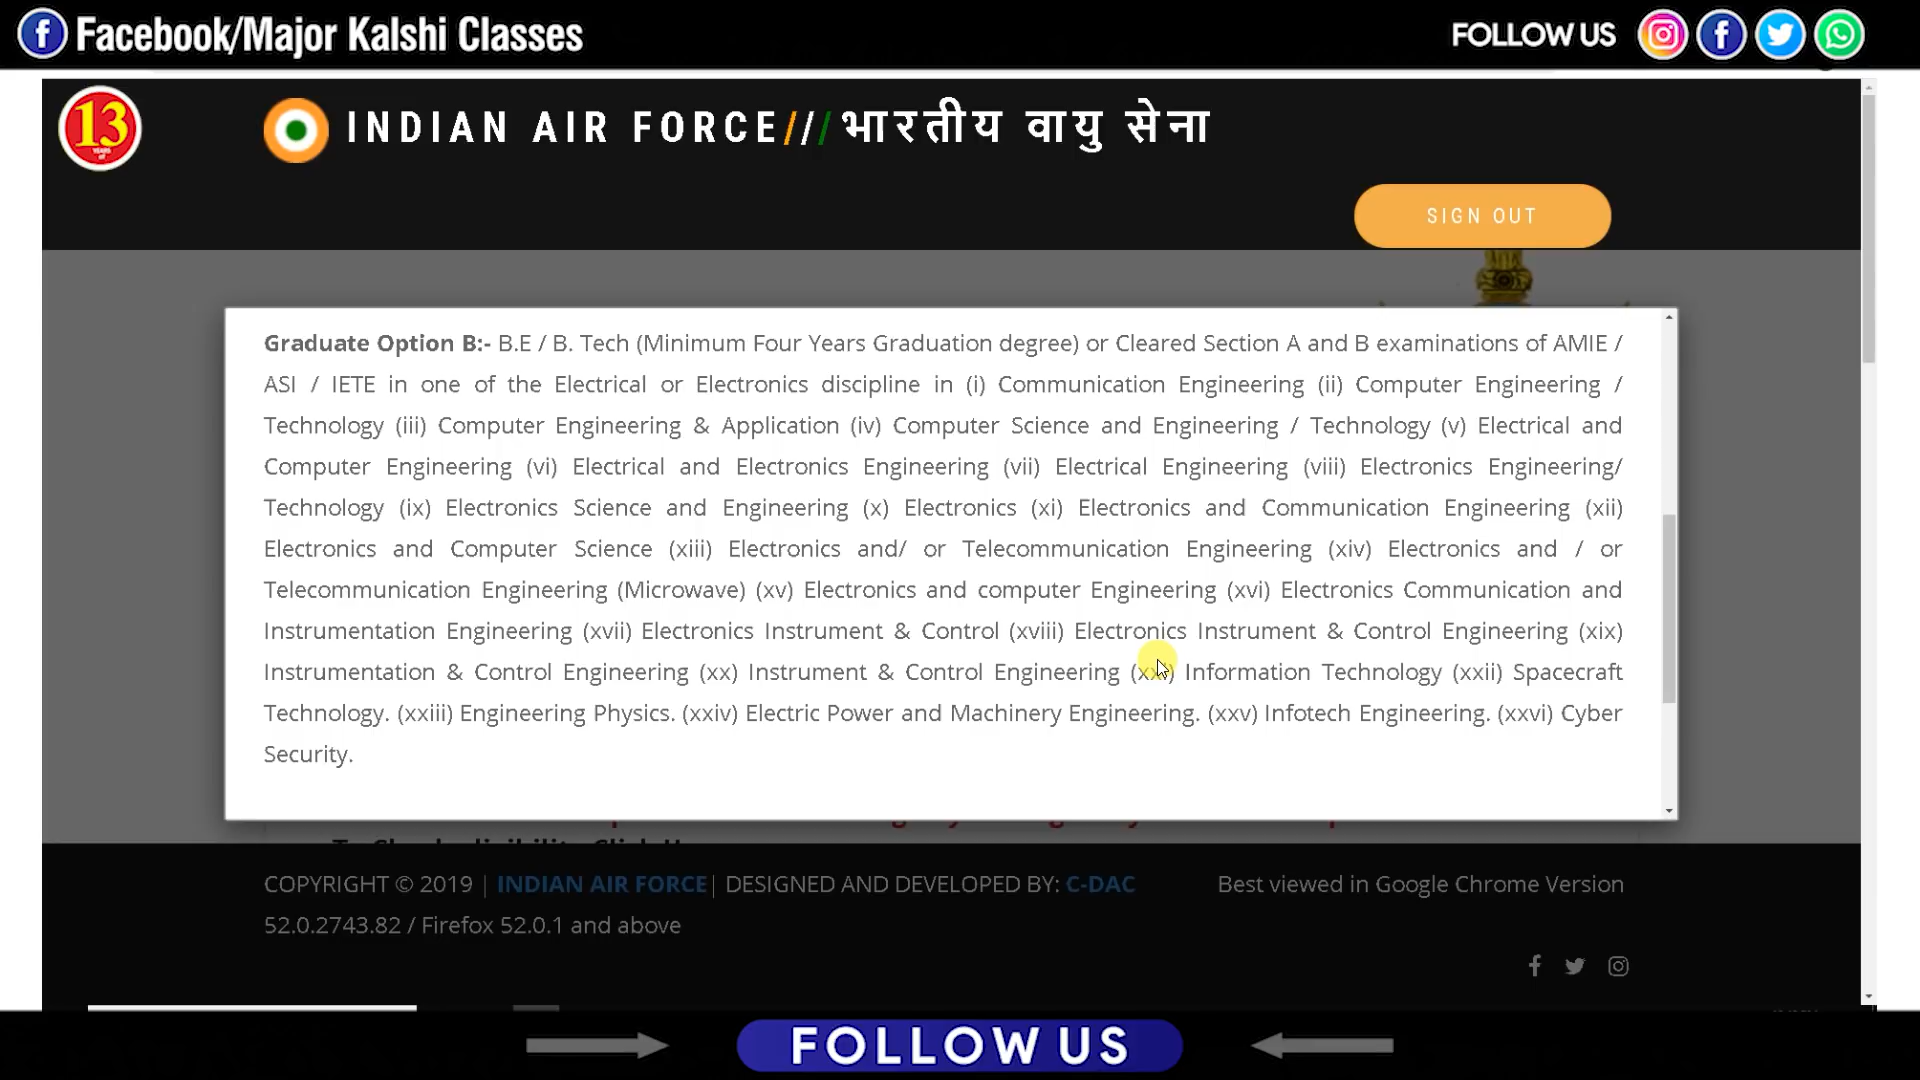 Facebook/Major Kalshi Classes
FOLLOW US
13
INDIAN AIR FORCE///भारतीय वायु सेना
SIGN OUT
Graduate Option B:- B.E / B. Tech (Minimum Four Years Graduation degree) or Cleared Section A and B examinations of AMIE /
ASI / IETE in one of the Electrical or Electronics discipline in (i) Communication Engineering (ii) Computer Engineering /
Technology (iii) Computer Engineering & Application (iv) Computer Science and Engineering / Technology (v) Electrical and
Computer Engineering (vi) Electrical and Electronics Engineering (vii) Electrical Engineering (viii) Electronics Engineering/
Technology (ix) Electronics Science and Engineering (x) Electronics (xi) Electronics and Communication Engineering (xii)
Electronics and Computer Science (xiii) Electronics and/ or Telecommunication Engineering (xiv) Electronics and / or
Telecommunication Engineering (Microwave) (xv) Electronics and computer Engineering (xvi) Electronics Communication and
Instrumentation Engineering (xvii) Electronics Instrument & Control (xviii) Electronics Instrument & Control Engineering (xix)
Instrumentation & Control Engineering (xx) Instrument & Control Engineering (xxi) Information Technology (xxii) Spacecraft
Technology. (xxiii) Engineering Physics. (xxiv) Electric Power and Machinery Engineering. (xxv) Infotech Engineering. (xxvi) Cyber
Security.
COPYRIGHT © 2019 | INDIAN AIR FORCE| DESIGNED AND DEVELOPED BY: C-DAC Best viewed in Google Chrome Version
52.0.2743.82 / Firefox 52.0.1 and above
FOLLOW US